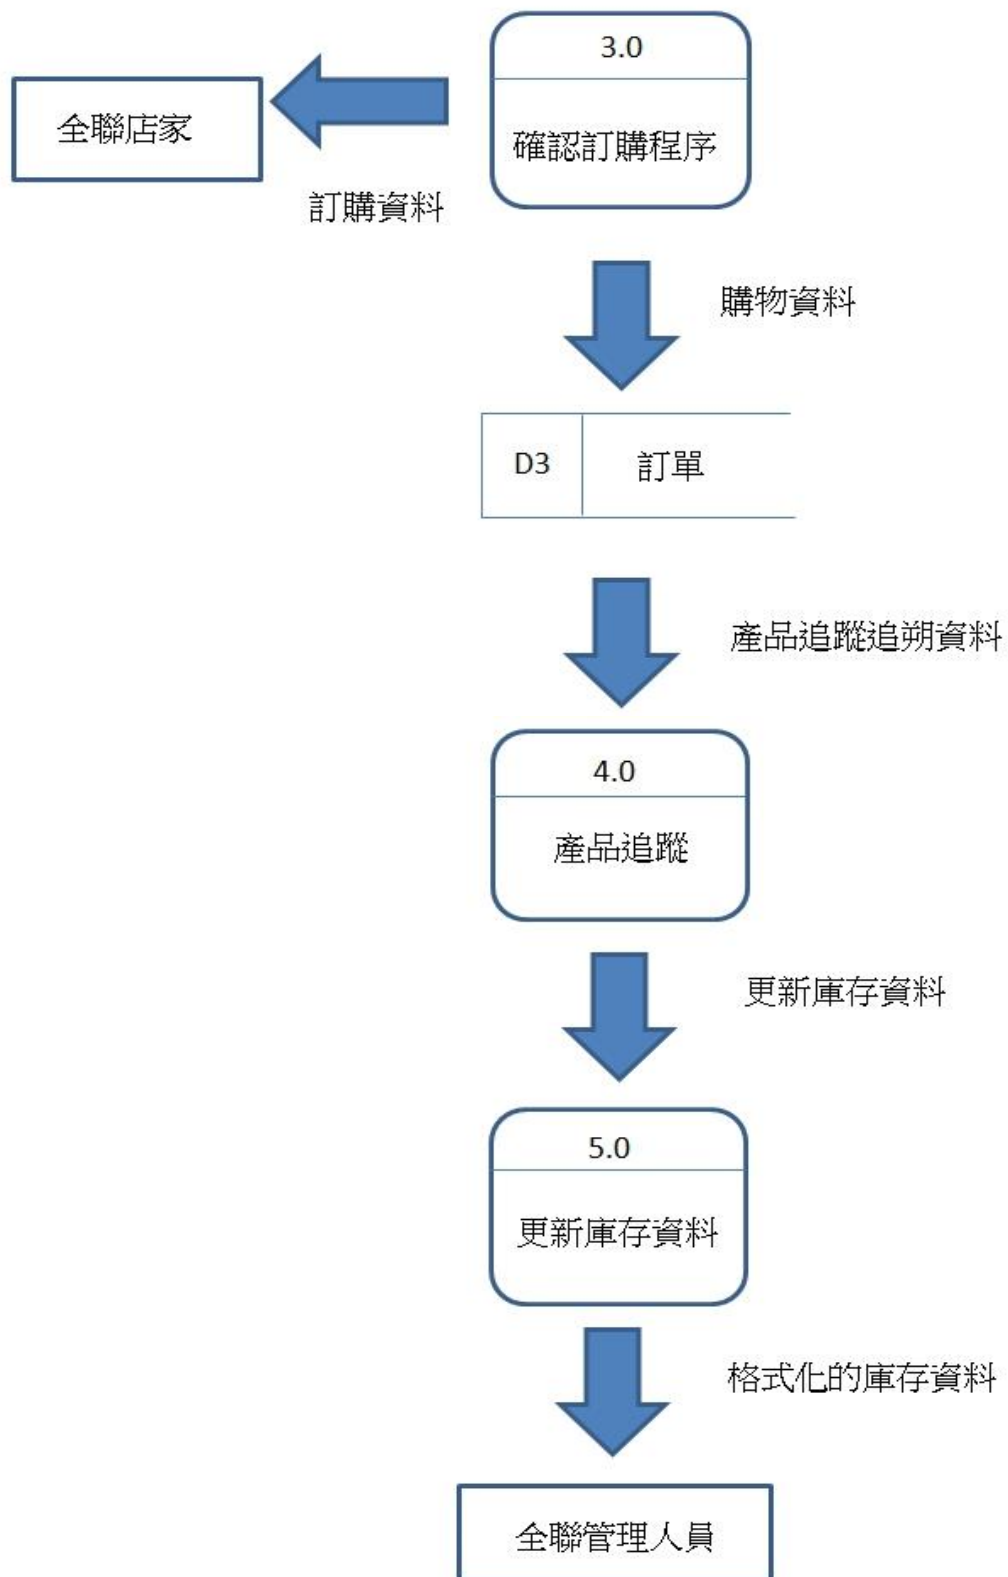 3.0
全聯店家
確認訂購程序
訂購資料
購物資料
D3
訂單
產品追蹤追朔資料
4.0
產品追蹤
更新庫存資料
5.0
更新庫存資料
格式化的庫存資料
全聯管理人員